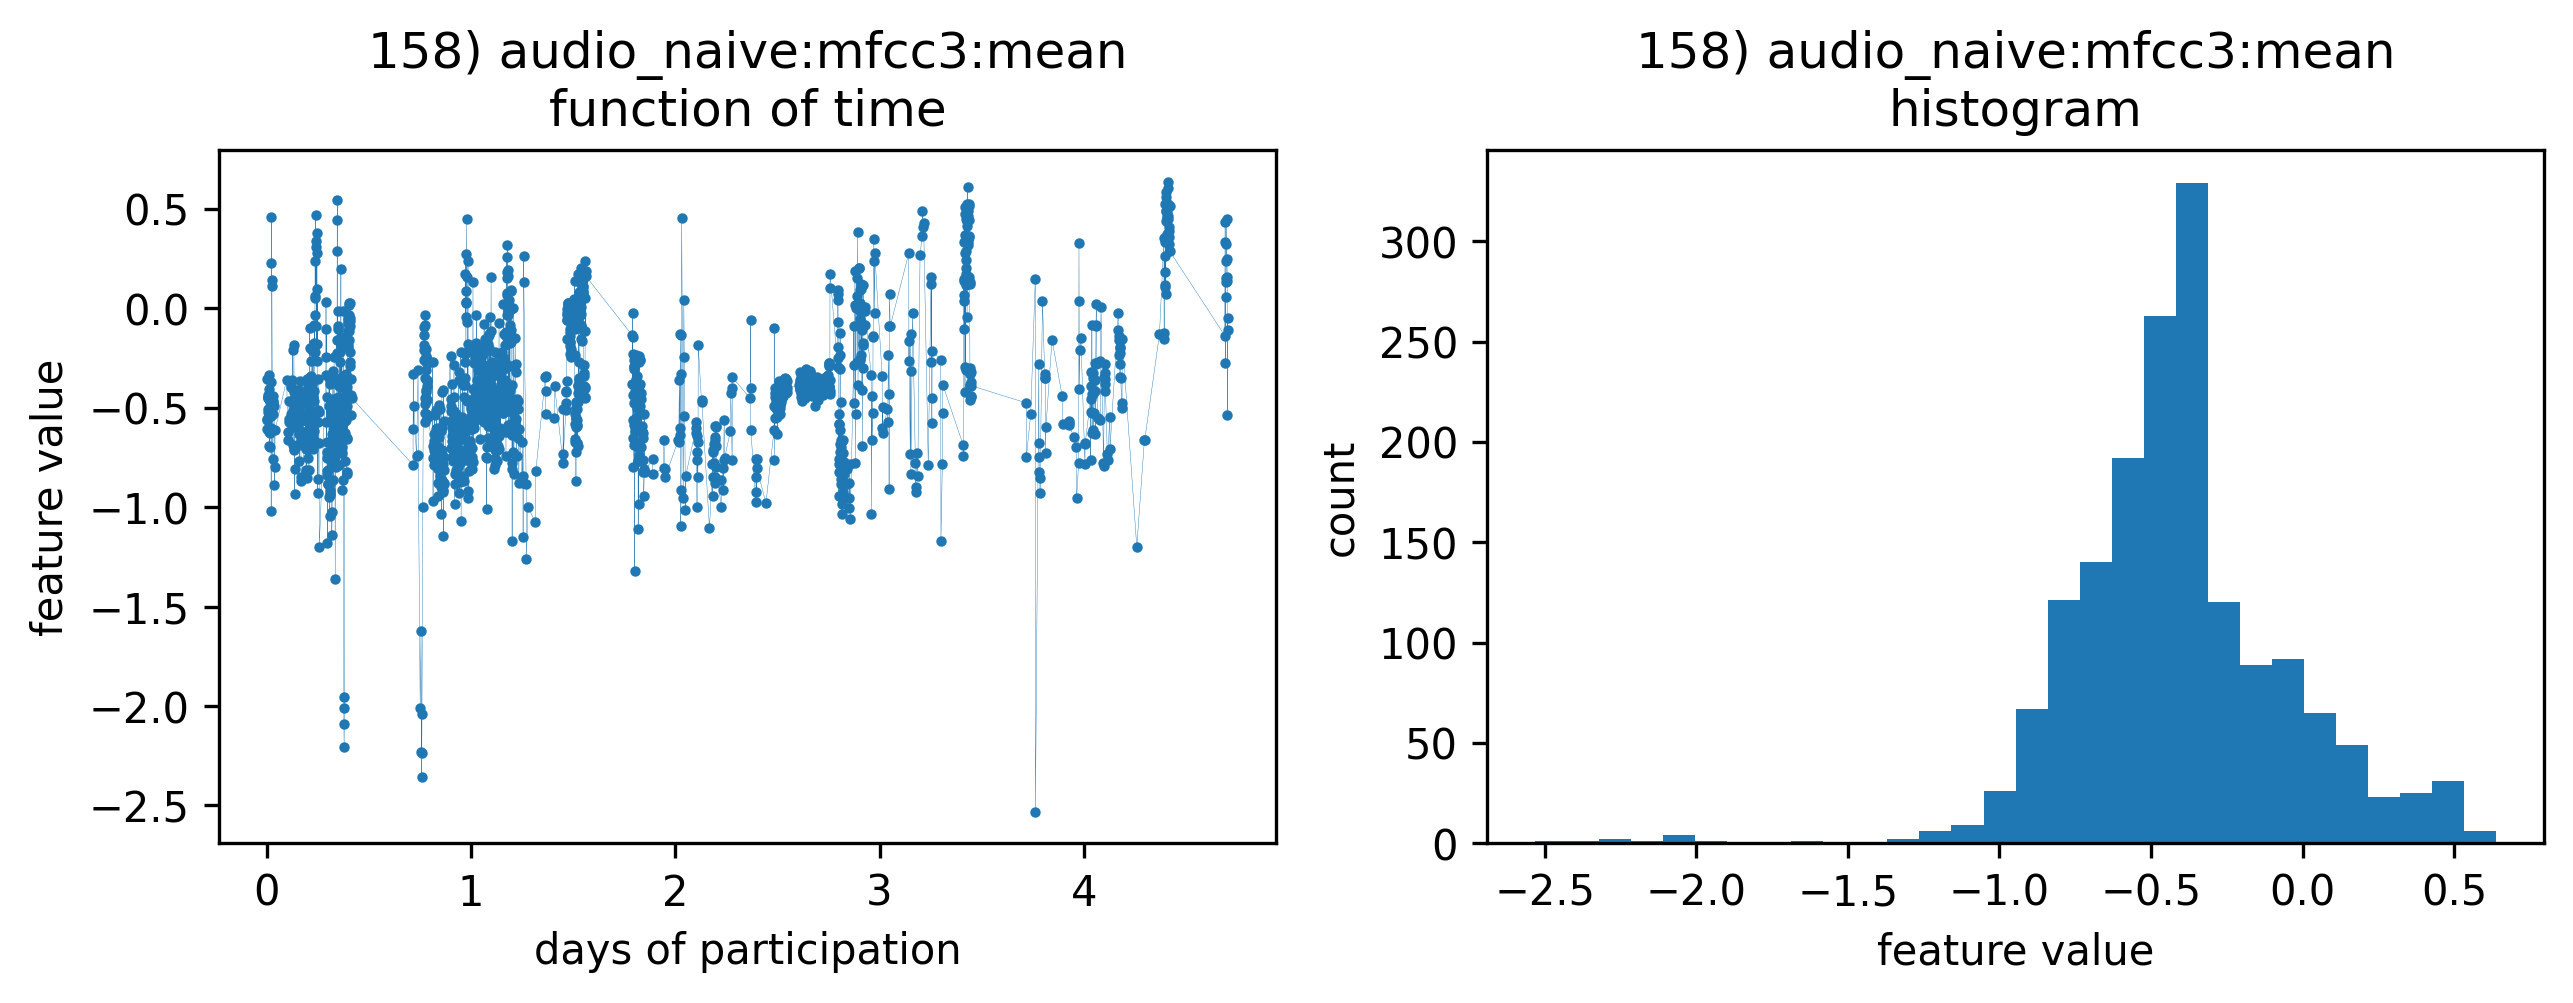 158) audio_naive:mfcc3:mean
function of time
feature value
0.5
0.0
−0.5
−1.0
−1.5
−2.0
−2.5
0 1 2 3 4
days of participation
158) audio_naive:mfcc3:mean
histogram
count
300
250
200
150
100
50
0
−2.5 −2.0 −1.5 −1.0 −0.5 0.0 0.5
feature value